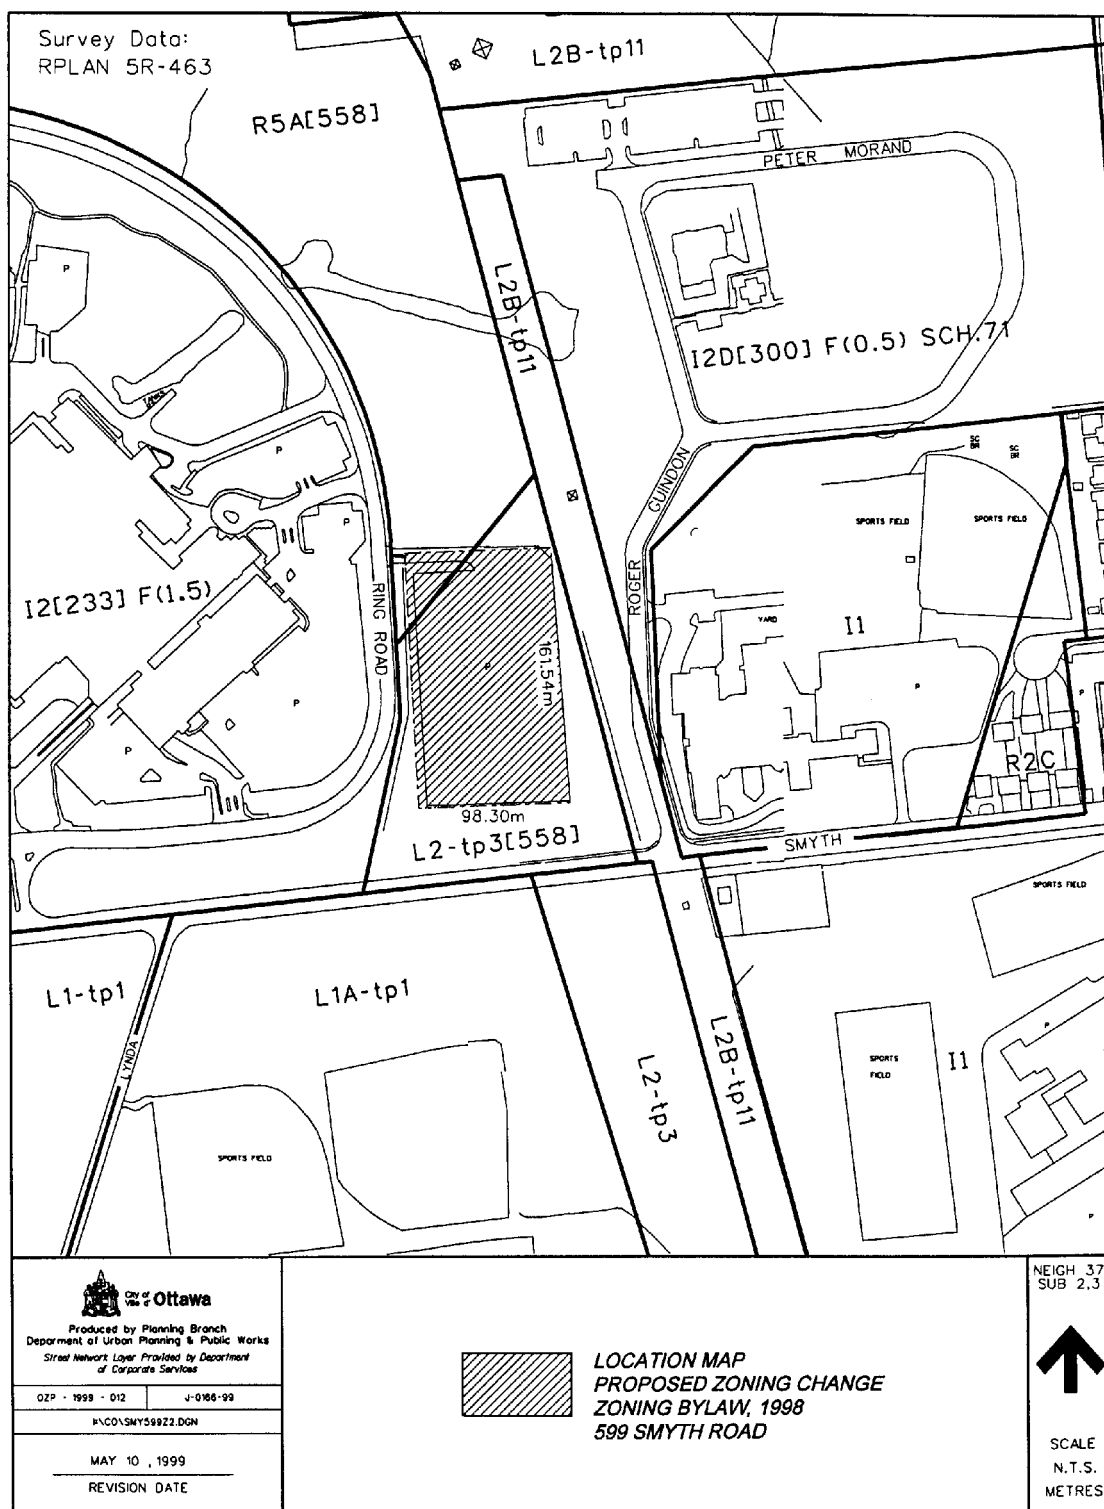 Survey Data:
RPLAN 5R-463
L2B-tp11
R5A[558]
PETER MORAND
L2B-tp11
I2D[300] F(0.5) SCH.71
P
P
GUINDON
SC
BR
SC
BR
SPORTS FIELD
SPORTS FIELD
P
I2[233] F(1.5)
RING ROAD
ROGER
YARD
I1
161.54m
P
P
P
P
P
R2C
98.30m
L2-tp3[558]
SMYTH
SPORTS FIELD
L1-tp1
L1A-tp1
LYNDA
L2-tp3
L2B-tp11
SPORTS
FIELD
I1
P
SPORTS FIELD
P
City of
Ville d'Ottawa
Produced by Planning Branch
Deparment of Urban Planning & Public Works
Street Network Layer Provided by Department
of Corporate Services
OZP - 1999 - 012
J-0166-99
MAY 10 , 1999
REVISION DATE
LOCATION MAP
PROPOSED ZONING CHANGE
ZONING BYLAW, 1998
599 SMYTH ROAD
NEIGH 37
SUB 2,3
SCALE
N.T.S.
METRES